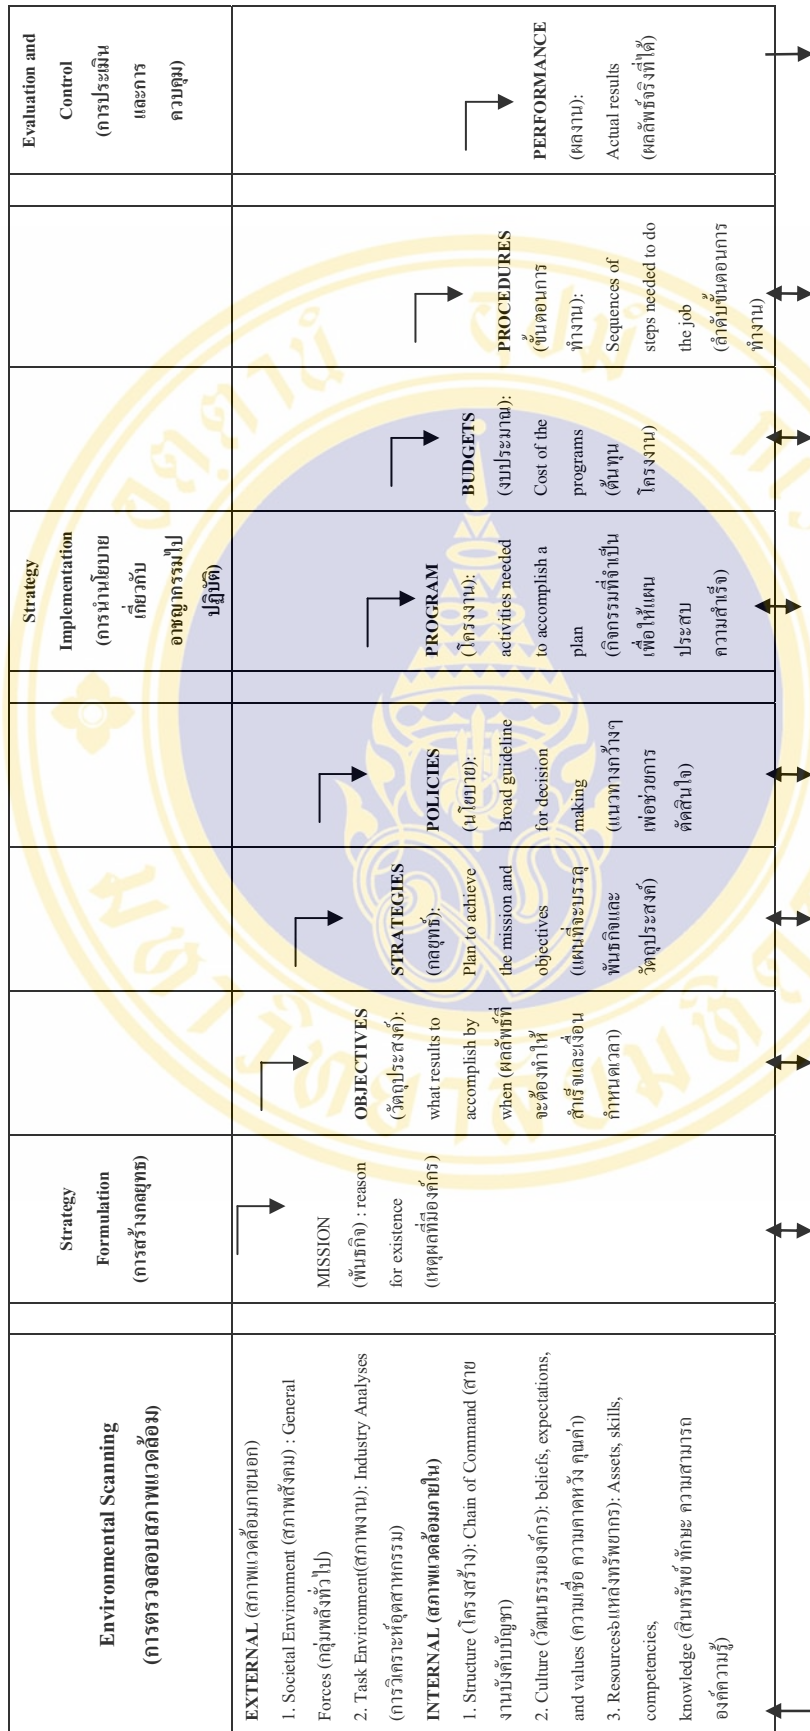 Environmental Scanning
(การตรวจสอบสภาพแวดล้อม)
EXTERNAL (สภาพแวดล้อมภายนอก)
1. Societal Environment (สภาพสังคม) : General
Forces (กลุ่มพลังทั่วไป)
2. Task Environment(สภาพงาน): Industry Analyses
(การวิเคราะห์อุตสาหกรรม)
INTERNAL (สภาพแวดล้อมภายใน)
1. Structure (โครงสร้าง): Chain of Command (สาย
งานบังคับบัญชา)
2. Culture (วัฒนธรรมองค์กร): beliefs, expectations,
and values (ความเชื่อ ความคาดหวัง คุณค่า)
3. Resourcesbแหล่งทรัพยากร): Assets, skills,
competencies,
knowledge (สินทรัพย์ ทักษะ ความสามารถ
องค์ความรู้)
Strategy
Formulation
(การสร้างกลยุทธ)
MISSION
(พันธกิจ) : reason
for existence
(เหตุผลที่มีองค์กร)
OBJECTIVES
(วัตถุประสงค์):
what results to
accomplish by
when (ผลลัพธ์ที่
จะต้องทำให้
สำเร็จและเงื่อน
กำหนดเวลา)
STRATEGIES
(กลยุทธ์):
Plan to achieve
the mission and
objectives
(แผนที่จะบรรลุ
พันธกิจและ
วัตถุประสงค์)
POLICIES
(นโยบาย):
Broad guideline
for decision
making
(แนวทางกว้างๆ
เพ่อช่วยการ
ตัดสินใจ)
Strategy
Implementation
(การนำนโยบาย
เกี่ยวกับ
อาชญากรรมไป
ปฏิบัติ)
PROGRAM
(โครงงาน):
activities needed
to accomplish a
plan
(กิจกรรมที่จำเป็น
เพื่อให้แผน
ประสบ
ความสำเร็จ)
BUDGETS
(งบประมาณ):
Cost of the
programs
(ต้นทุน
โครงงาน)
PROCEDURES
(ขั้นตอนการ
ทำงาน):
Sequences of
steps needed to do
the job
(ลำดับขั้นตอนการ
ทำงาน)
Evaluation and
Control
(การประเมิน
และการ
ควบคุม)
PERFORMANCE
(ผลงาน):
Actual results
(ผลลัพธ์จริงที่ได้)